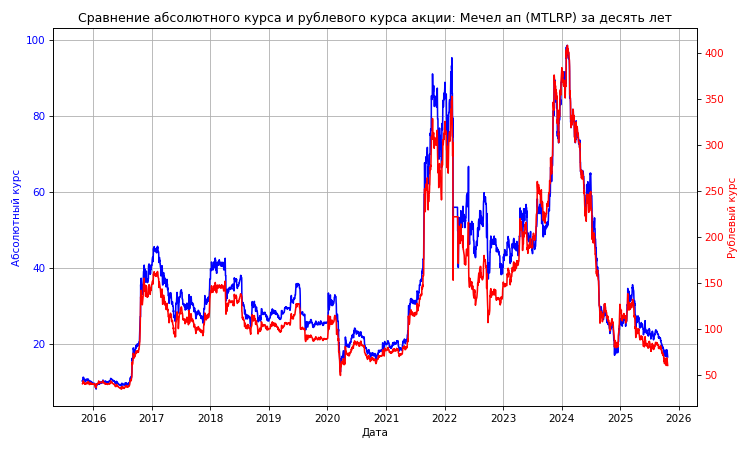 Сравнение абсолютного курса и рублевого курса акции: Мечел ап (MTLRP) за десять лет
Абсолютный курс
100
80
60
40
20
Рублевый курс
400
350
300
250
200
150
100
50
2016 2017 2018 2019 2020 2021 2022 2023 2024 2025 2026
Дата